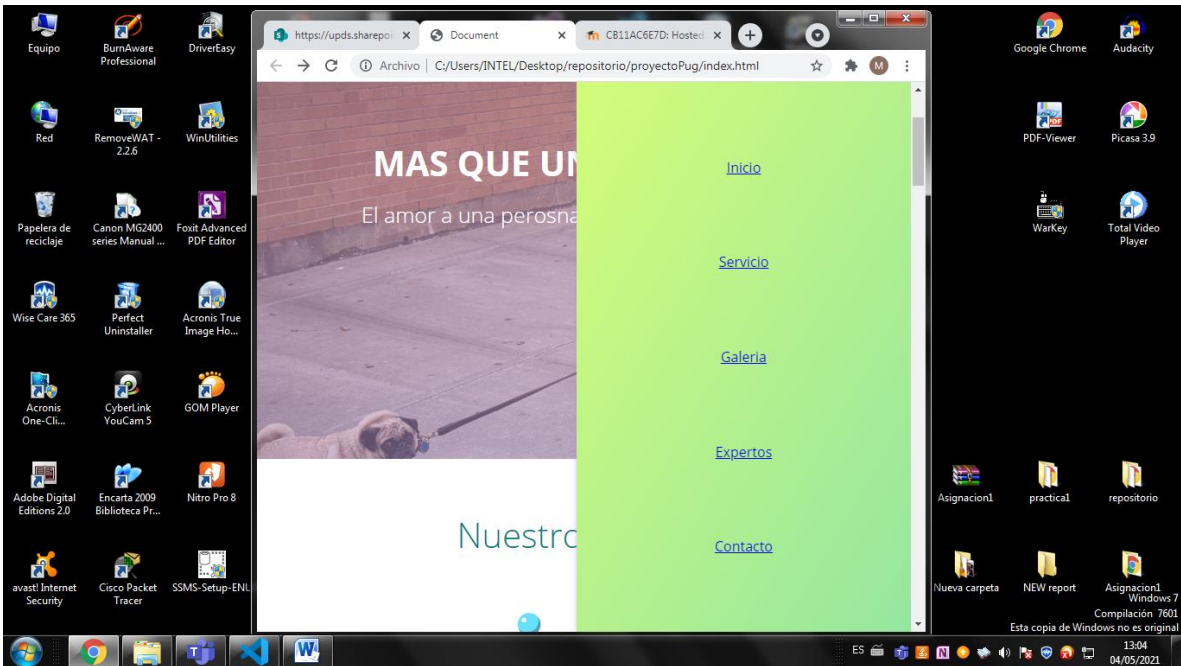 Equipo
BurnAware
Professional
DriverEasy
Red
RemoveWAT -
2.2.6
WinUtilities
Papelera de
reciclaje
Canon MG2400
series Manual ...
Foxit Advanced
PDF Editor
Wise Care 365
Perfect
Uninstaller
Acronis True
Image Ho...
Acronis
One-Cli...
CyberLink
YouCam 5
GOM Player
Adobe Digital
Editions 2.0
Encarta 2009
Biblioteca Pr...
Nitro Pro 8
avast! Internet
Security
Cisco Packet
Tracer
SSMS-Setup-ENU
https://upds.sharepoi
Document
CB11AC6E7D: Hosted
Archivo | C:/Users/INTEL/Desktop/repositorio/proyectoPug/index.html
M
MAS QUE UN
El amor a una perosna
Nuestro
Inicio
Servicio
Galeria
Expertos
Contacto
Google Chrome
Audacity
PDF-Viewer
Picasa 3.9
WarKey
Total Video
Player
Asignacion1
practica1
repositorio
Nueva carpeta
NEW report
Asignacion1
Windows 7
Compilación 7601
Esta copia de Windows no es original
ES
13:04
04/05/2021